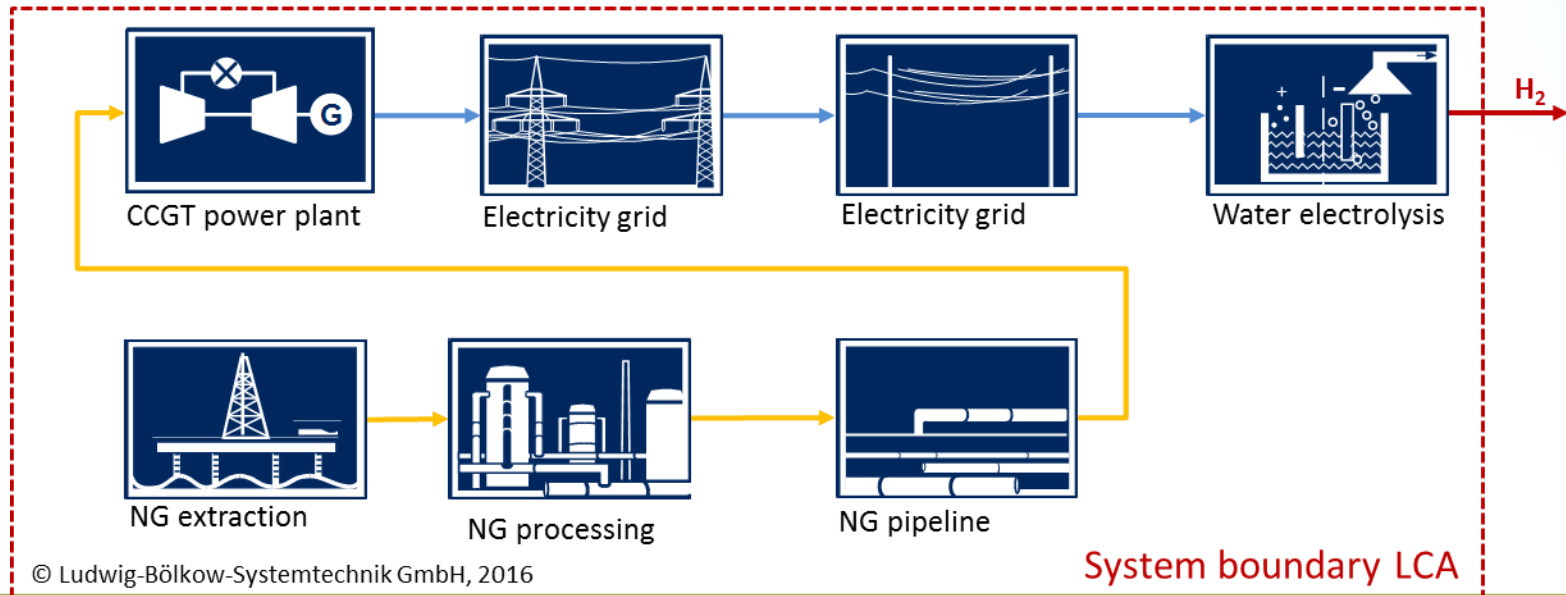 G
+
−
H₂
CCGT power plant
Electricity grid
Electricity grid
Water electrolysis
NG extraction
NG processing
NG pipeline
© Ludwig-Bölkow-Systemtechnik GmbH, 2016
System boundary LCA